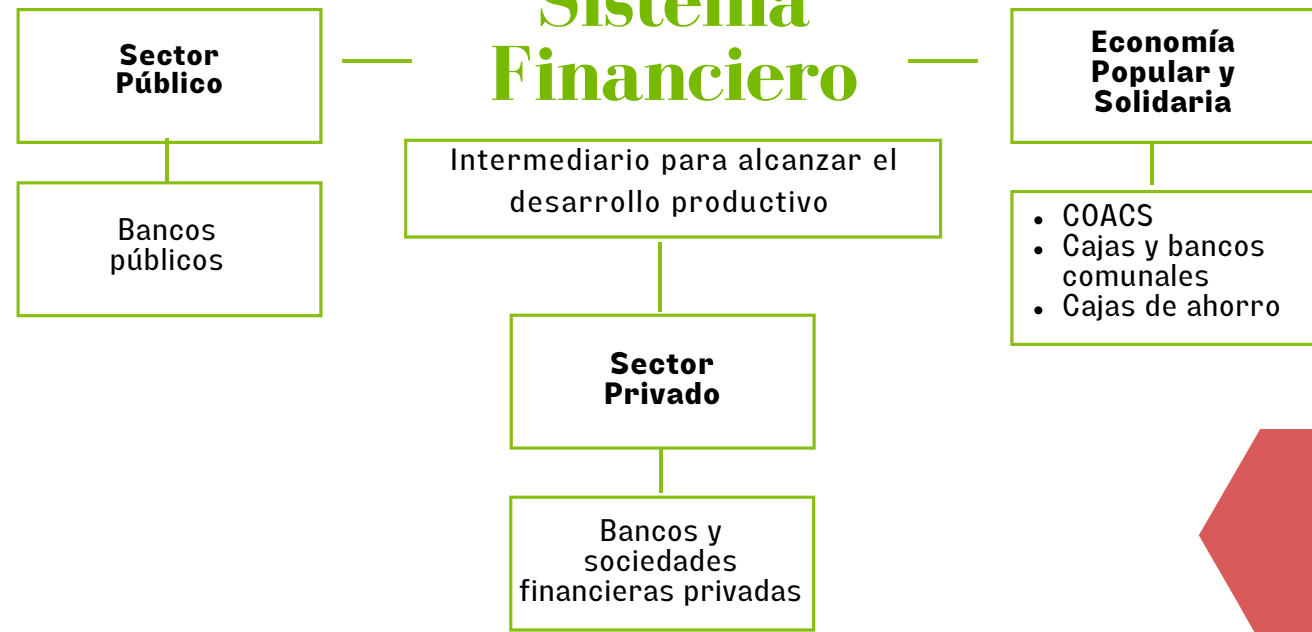 Sistema
Financiero
Sector
Público
Bancos
públicos
Intermediario para alcanzar el
desarrollo productivo
Sector
Privado
Bancos y
sociedades
financieras privadas
Economía
Popular y
Solidaria
• COACS
• Cajas y bancos
comunales
• Cajas de ahorro